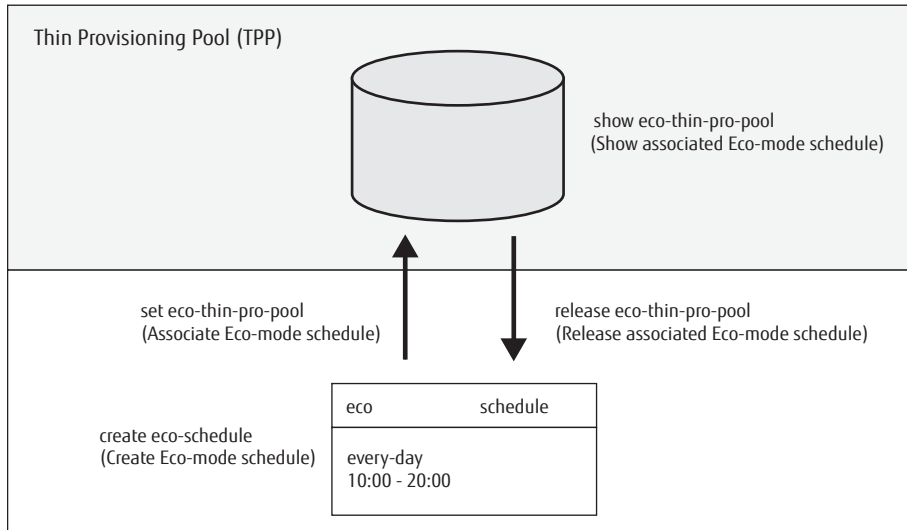 Thin Provisioning Pool (TPP)
show eco-thin-pro-pool
(Show associated Eco-mode schedule)
set eco-thin-pro-pool
(Associate Eco-mode schedule)
release eco-thin-pro-pool
(Release associated Eco-mode schedule)
create eco-schedule
(Create Eco-mode schedule)
eco schedule
every-day
10:00 - 20:00